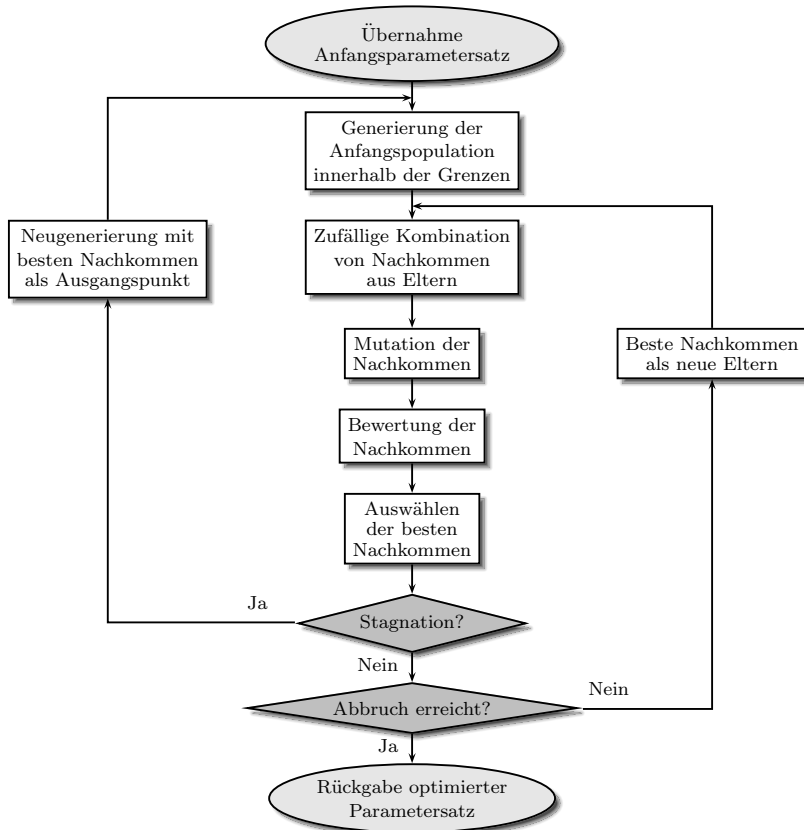 Übernahme
Anfangsparametersatz
Generierung der
Anfangspopulation
innerhalb der Grenzen
Neugenerierung mit
besten Nachkommen
als Ausgangspunkt
Zufällige Kombination
von Nachkommen
aus Eltern
Mutation der
Nachkommen
Beste Nachkommen
als neue Eltern
Bewertung der
Nachkommen
Auswählen
der besten
Nachkommen
Ja
Stagnation?
Nein
Nein
Abbruch erreicht?
Ja
Rückgabe optimierter
Parametersatz